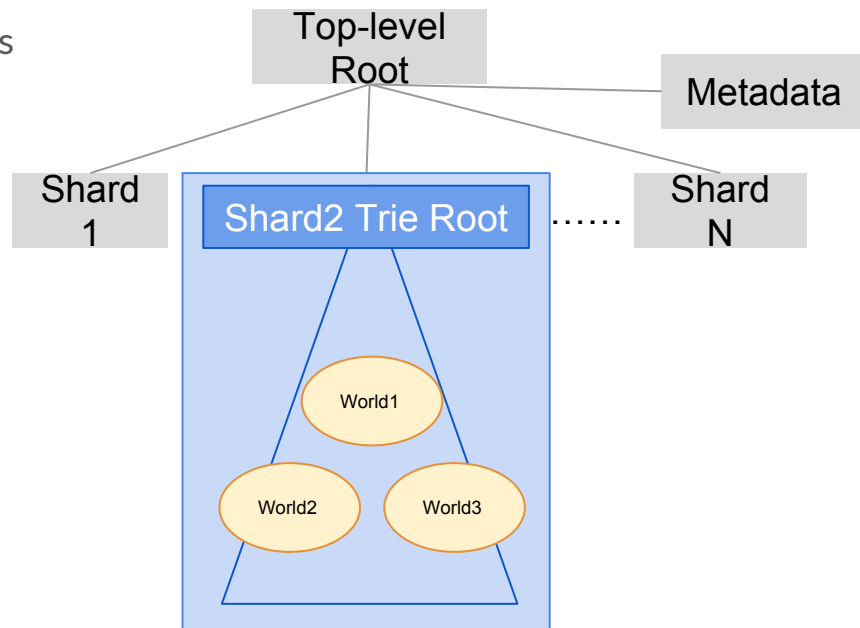 s
Top-level
Root
Metadata
Shard
1
Shard2 Trie Root
......
Shard
N
World1
World2
World3